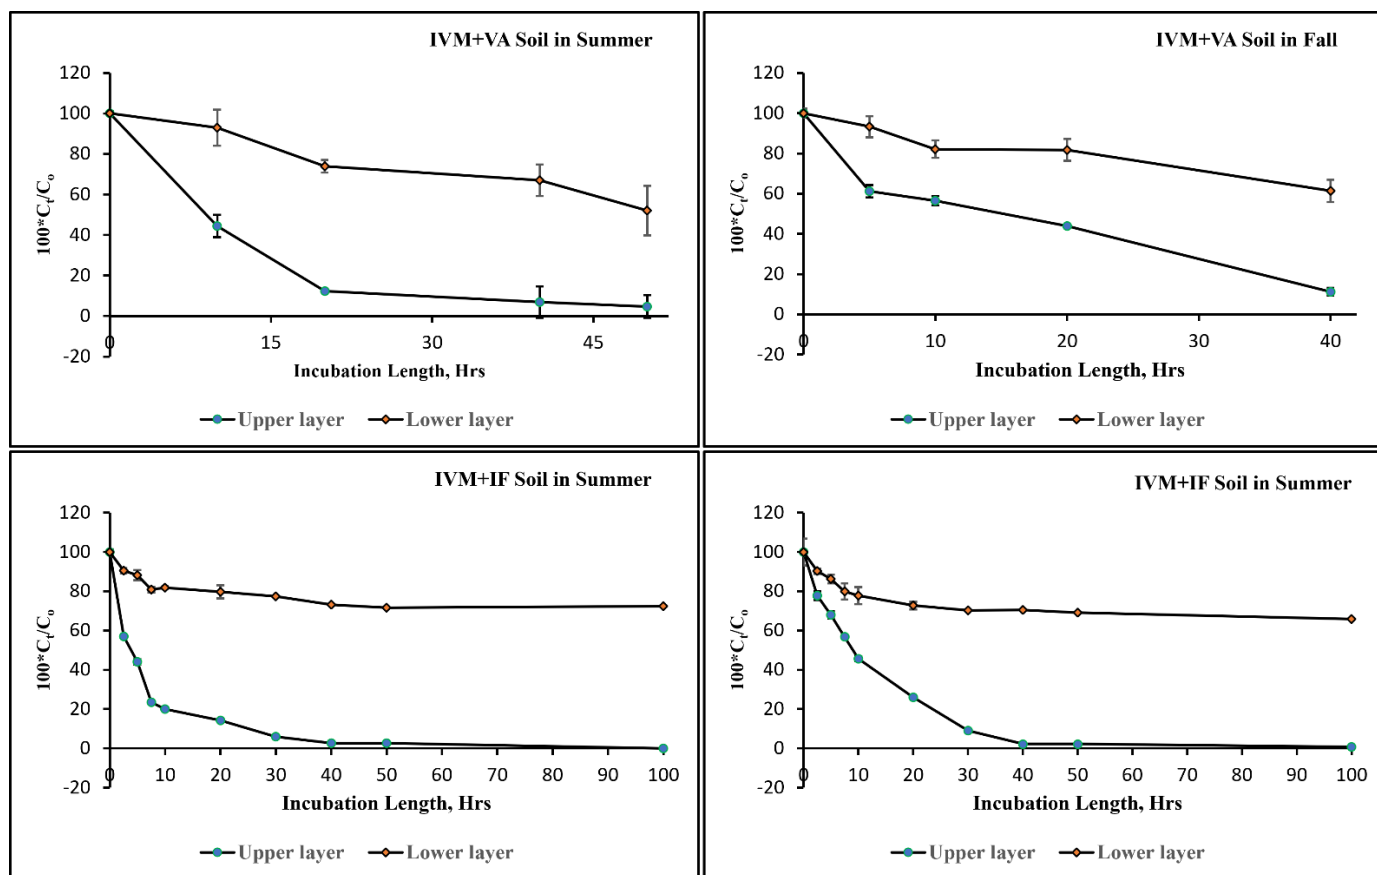 IVM+VA Soil in Summer
120
100
80
60
40
20
0
-20
100*Ct/Co
0 15 30 45
Incubation Length, Hrs
Upper layer Lower layer
IVM+VA Soil in Fall
120
100
80
60
40
20
0
-20
100*Ct/Co
0 10 20 30 40
Incubation Length, Hrs
Upper layer Lower layer
IVM+IF Soil in Summer
120
100
80
60
40
20
0
-20
100*Ct/Co
0 10 20 30 40 50 60 70 80 90 100
Incubation Length, Hrs
Upper layer Lower layer
IVM+IF Soil in Summer
120
100
80
60
40
20
0
-20
100*Ct/Co
0 10 20 30 40 50 60 70 80 90 100
Incubation Length, Hrs
Upper layer Lower layer